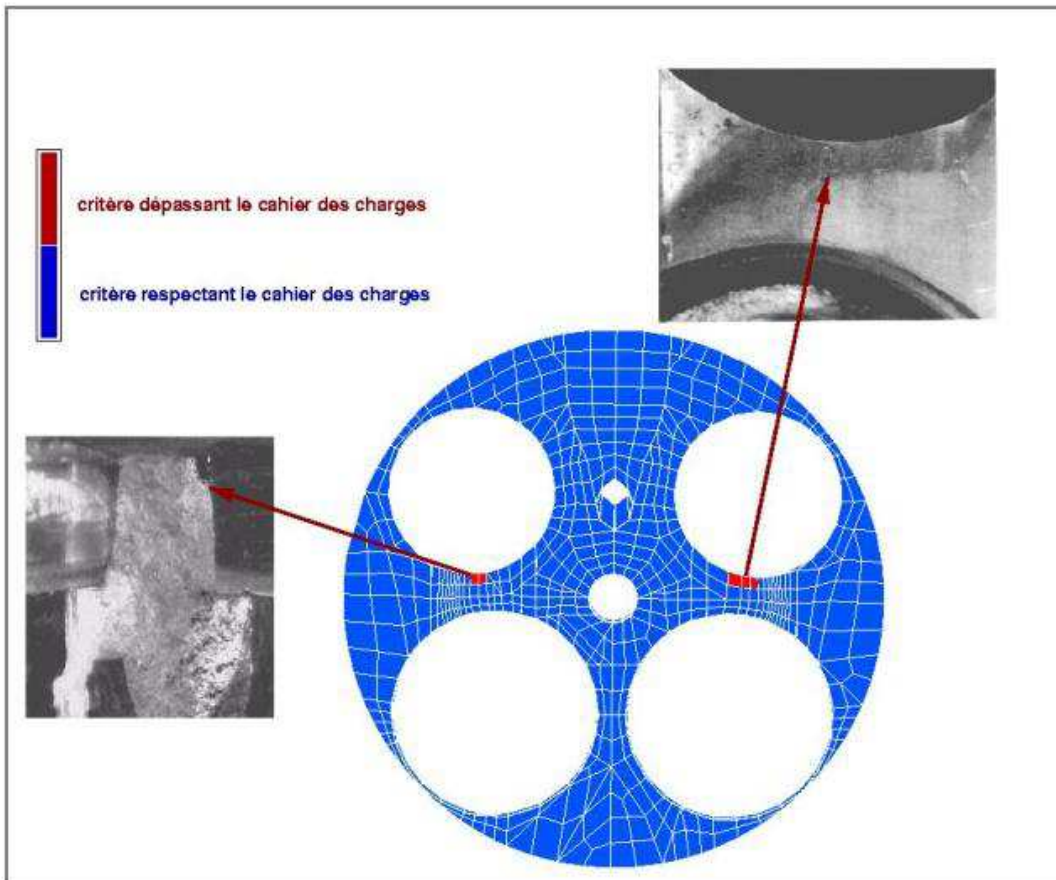 critère dépassant le cahier des charges
critère respectant le cahier des charges